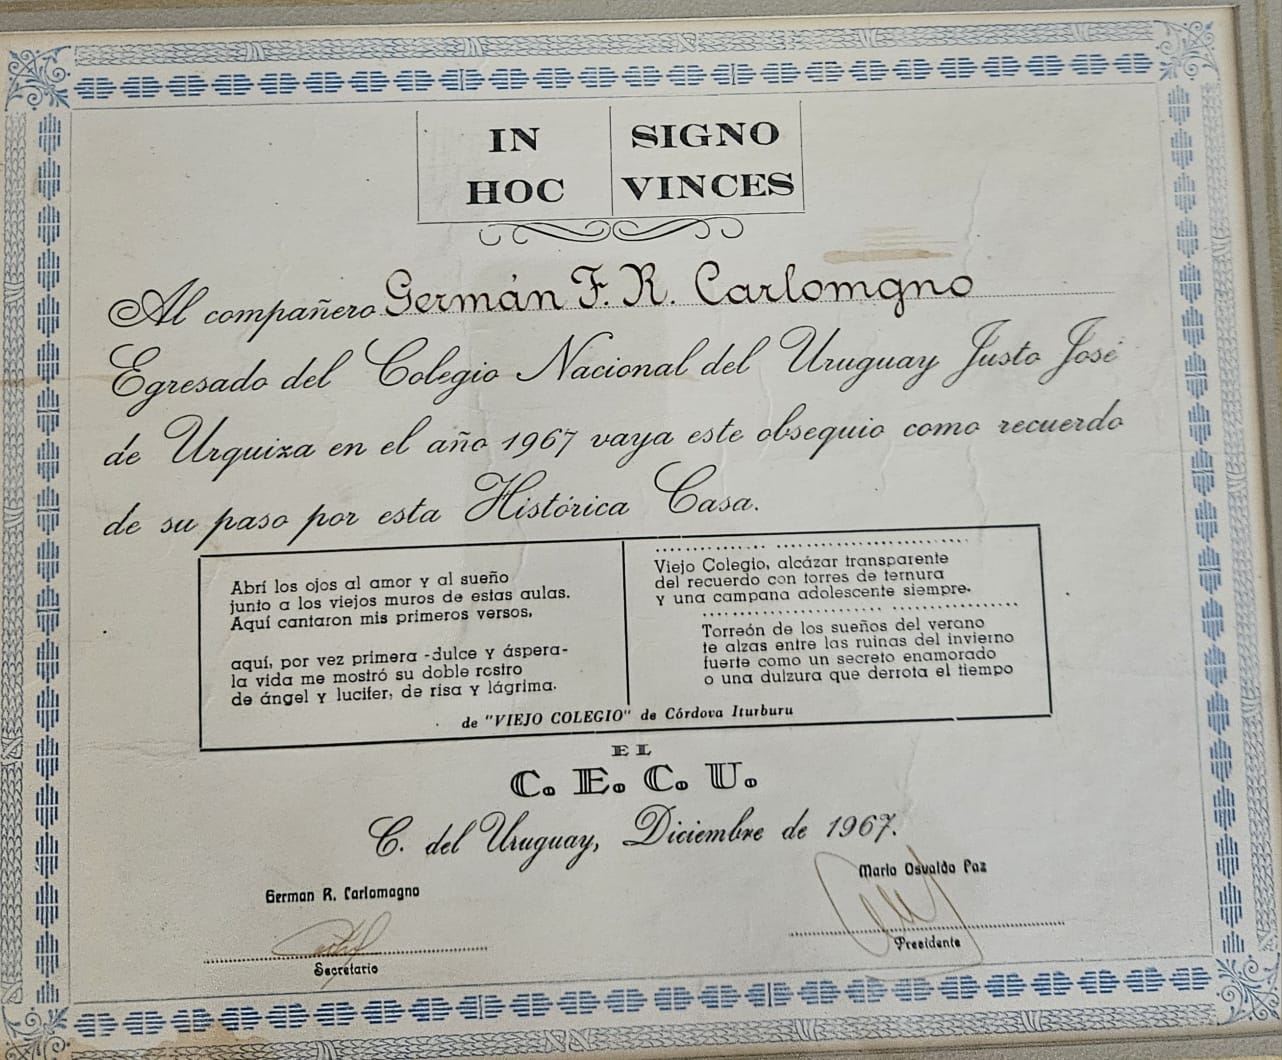 IN SIGNO
HOC VINCES
Al compañero Germán F. R. Carlomgno
Egresado del Colegio Nacional del Uruguay Justo José
de Urquiza en el año 1967 vaya este obsequio como recuerdo
de su paso por esta Histórica Casa.
Abrí los ojos al amor y al sueño
junto a los viejos muros de estas aulas.
Aquí cantaron mis primeros versos,
aquí, por vez primera -dulce y áspera-
la vida me mostró su doble rostro
de ángel y lucifer, de risa y lágrima.
Viejo Colegio, alcázar transparente
del recuerdo con torres de ternura
y una campana adolescente siempre.
Torreón de los sueños del verano
te alzas entre las ruinas del invierno
fuerte como un secreto enamorado
o una dulzura que derrota el tiempo
de "VIEJO COLEGIO" de Córdova Iturburu
EL
C. E. C. U.
C. del Uruguay, Diciembre de 1967.
German R. Carlomagno
Secretario
Mario Osvaldo Paz
Presidente